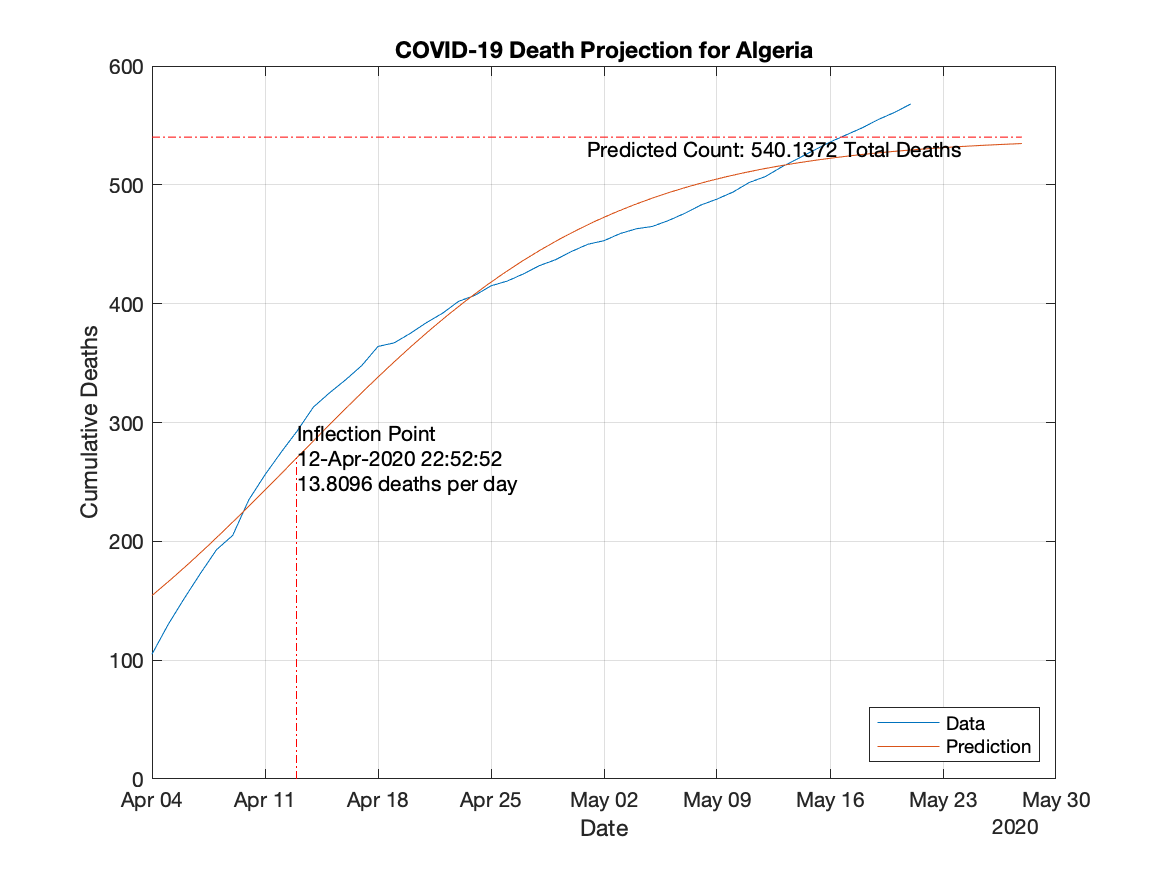 COVID-19 Death Projection for Algeria
600
500
400
300
200
100
0
Cumulative Deaths
Predicted Count: 540.1372 Total Deaths
Inflection Point
12-Apr-2020 22:52:52
13.8096 deaths per day
Data
Prediction
Apr 04 Apr 11 Apr 18 Apr 25 May 02 May 09 May 16 May 23 May 30
Date
2020